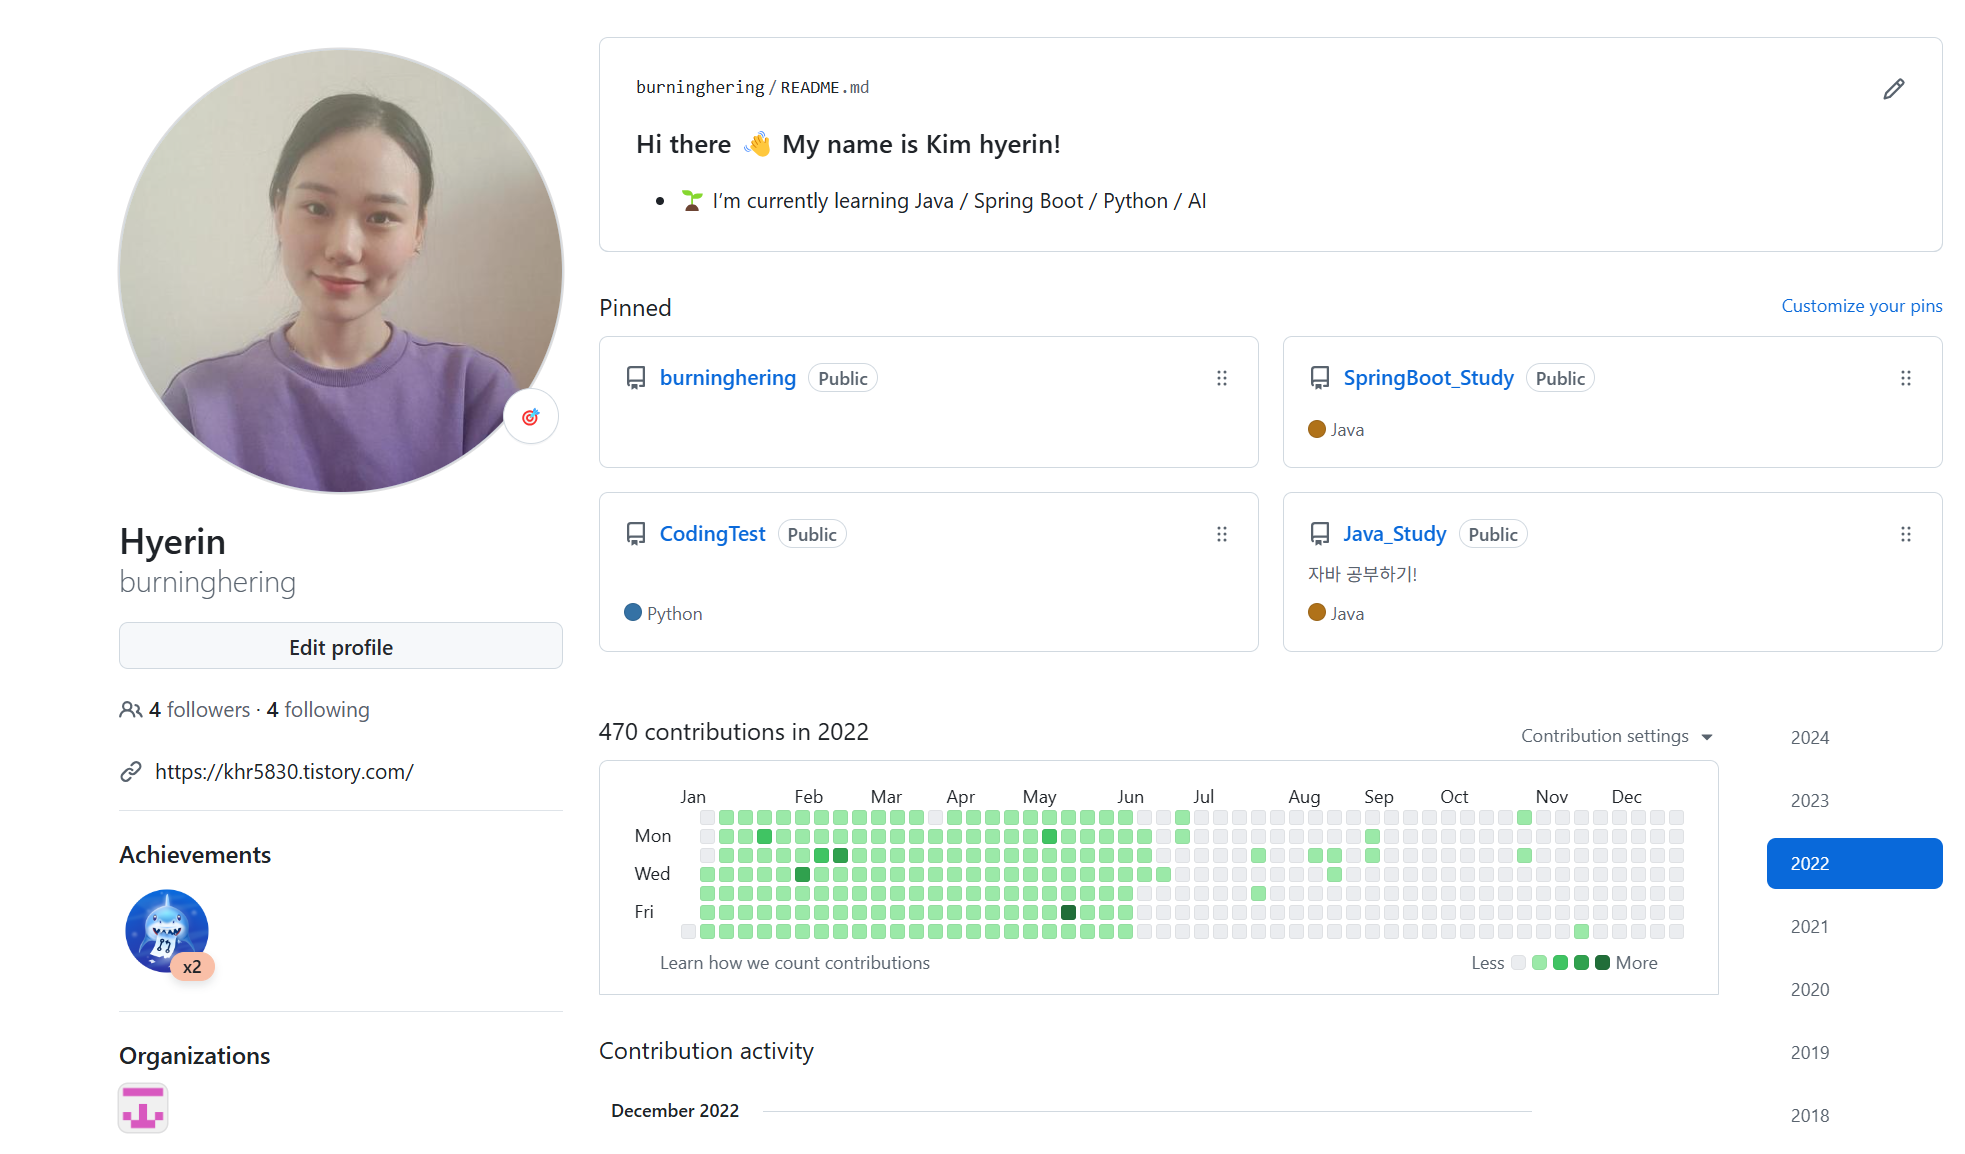 burninghering / README.md
Hi there 👋 My name is Kim hyerin!
🌱 I'm currently learning Java / Spring Boot / Python / AI
Hyerin
burninghering
Edit profile
4 followers · 4 following
https://khr5830.tistory.com/
Achievements
x2
Organizations
Pinned
Customize your pins
burninghering Public
SpringBoot_Study Public
Java
CodingTest Public
Python
Java_Study Public
자바 공부하기!
Java
470 contributions in 2022
Contribution settings
Jan Feb Mar Apr May Jun Jul Aug Sep Oct Nov Dec
Mon
Wed
Fri
Learn how we count contributions
Less More
2024
2023
2022
2021
2020
2019
2018
Contribution activity
December 2022